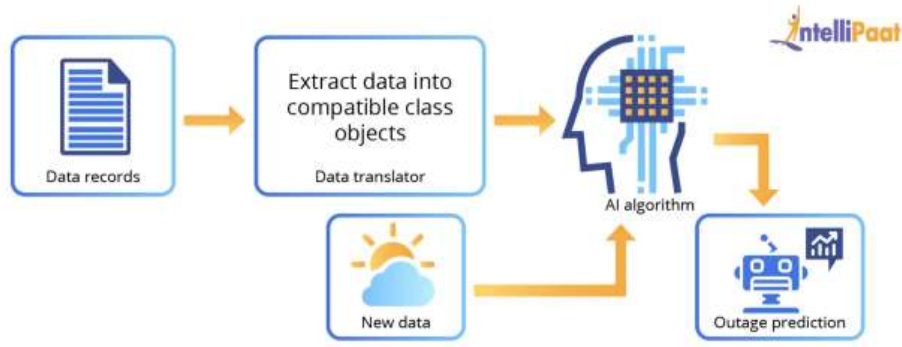 IntelliPaat
Extract data into
compatible class
objects
Data records
Data translator
AI algorithm
New data
Outage prediction